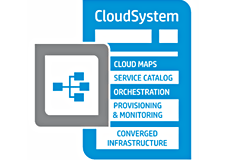 CloudSystem
CLOUD MAPS
SERVICE CATALOG
ORCHESTRATION
PROVISIONING
& MONITORING
CONVERGED
INFRASTRUCTURE